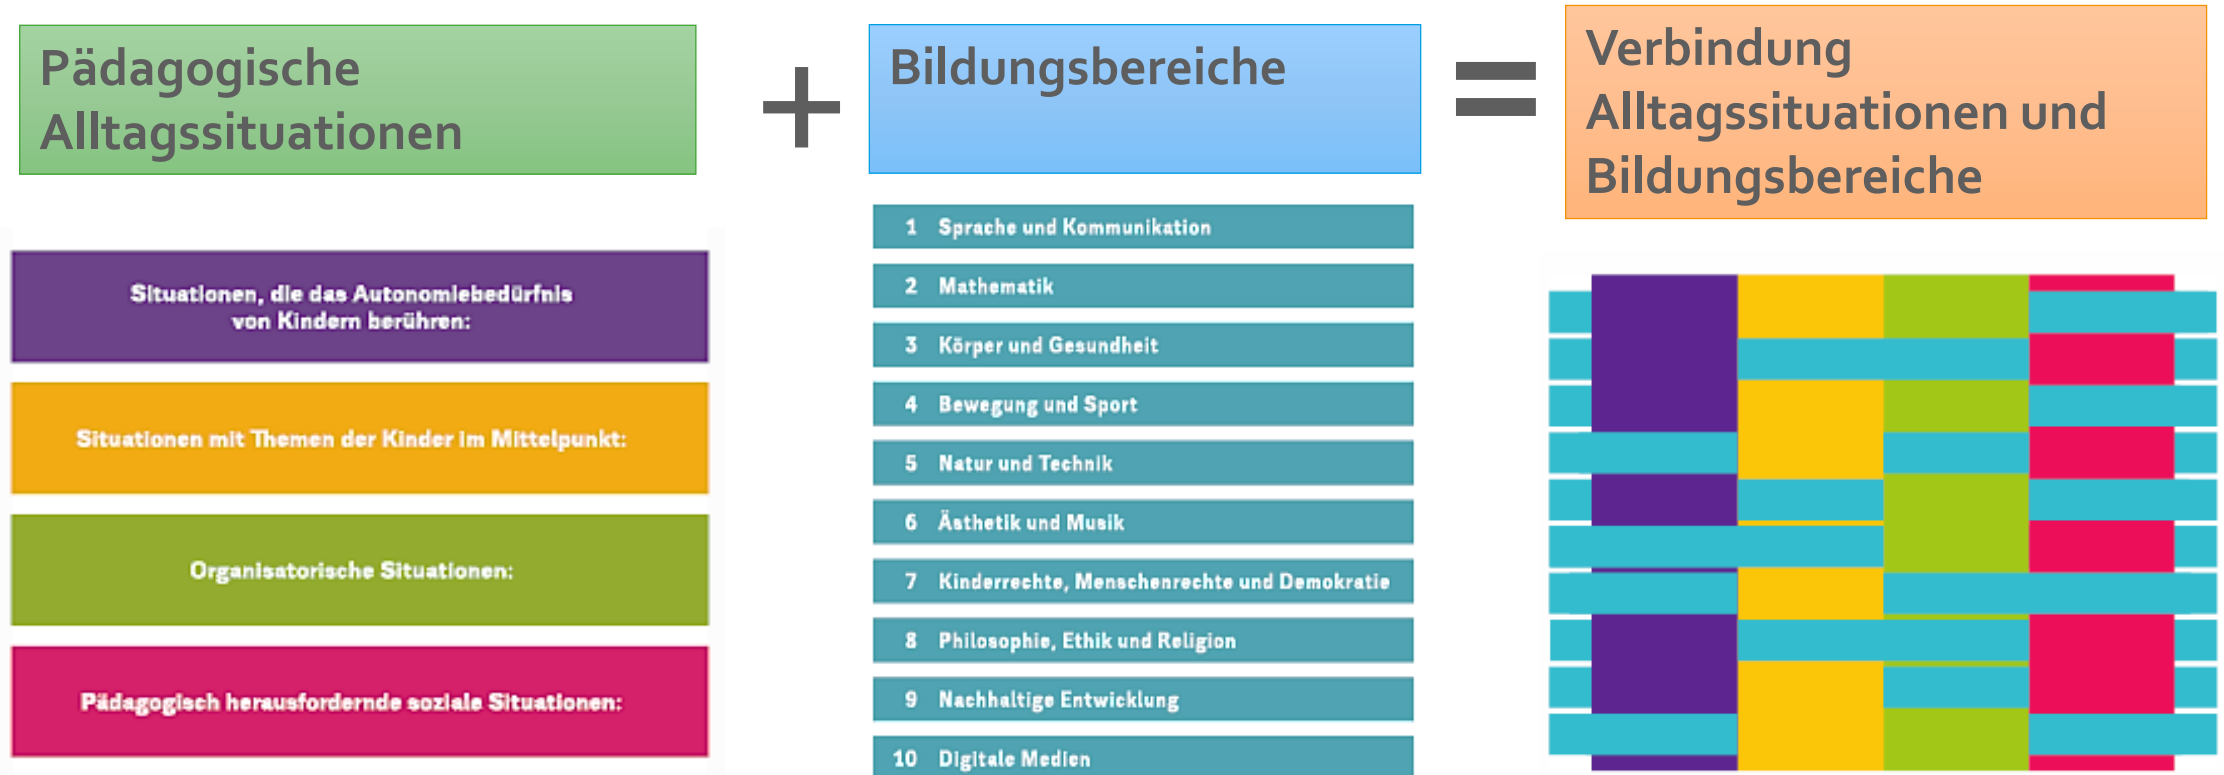 Pädagogische
Alltagssituationen
+
Bildungsbereiche
=
Verbindung
Alltagssituationen und
Bildungsbereiche
Situationen, die das Autonomiebedürfnis
von Kindern berühren:
Situationen mit Themen der Kinder im Mittelpunkt:
Organisatorische Situationen:
Pädagogisch herausfordernde soziale Situationen:
1 Sprache und Kommunikation
2 Mathematik
3 Körper und Gesundheit
4 Bewegung und Sport
5 Natur und Technik
6 Ästhetik und Musik
7 Kinderrechte, Menschenrechte und Demokratie
8 Philosophie, Ethik und Religion
9 Nachhaltige Entwicklung
10 Digitale Medien